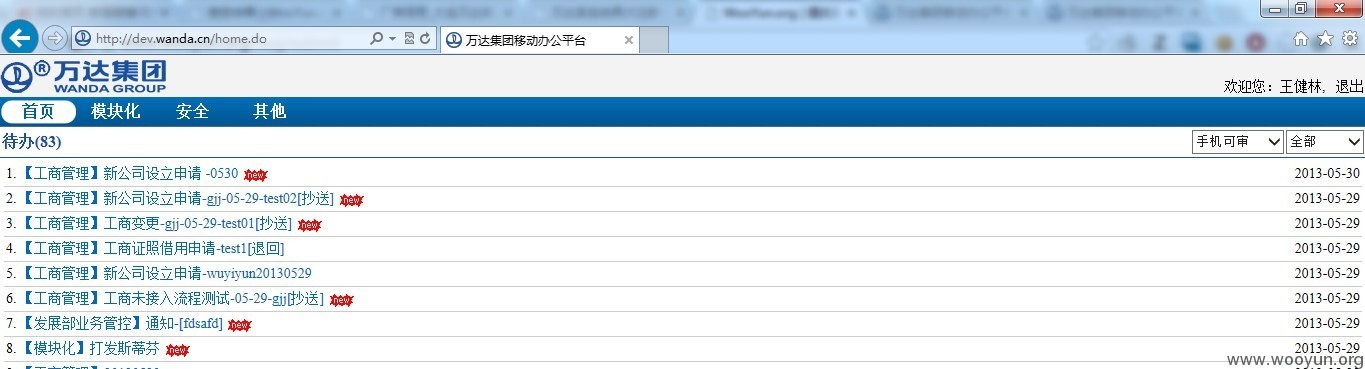 http://dev.wanda.cn/home.do
万达集团移动办公平台
万达集团
WANDA GROUP
欢迎您：王健林，退出
首页 模块化 安全 其他
待办(83) 手机可审 全部
1.【工商管理】新公司设立申请 -0530 new 2013-05-30
2.【工商管理】新公司设立申请-gjj-05-29-test02[抄送] new 2013-05-29
3.【工商管理】工商变更-gjj-05-29-test01[抄送] new 2013-05-29
4.【工商管理】工商证照借用申请-test1[退回] 2013-05-29
5.【工商管理】新公司设立申请-wuyiyun20130529 2013-05-29
6.【工商管理】工商未接入流程测试-05-29-gjj[抄送] new 2013-05-29
7.【发展部业务管控】通知-[fdsafd] new 2013-05-29
8.【模块化】打发斯蒂芬 new 2013-05-29
www.wooyun.org